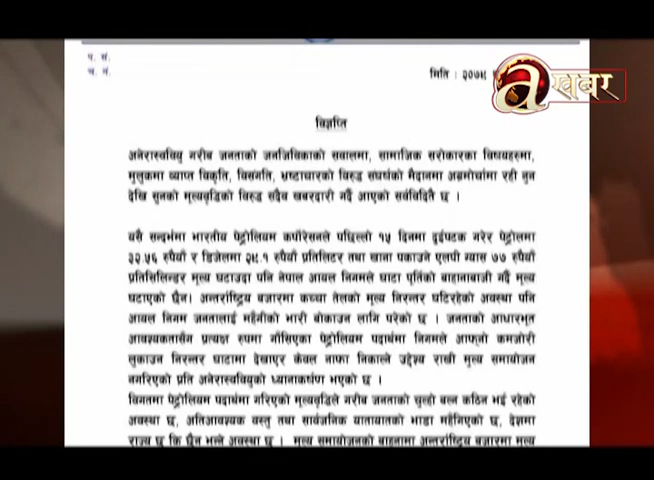 प. सं.
च. नं.
मिति : २०७५
a खबर
विज्ञप्ति
अनेरास्ववियु गरीब जनताको जनजिविकाको सवालमा, सामाजिक सरोकारका विषयहरुमा,
मुलुकमा व्याप्त विकृति, विसंगति, भ्रष्टाचारको विरुद्ध संघर्षको मैदानमा अग्रमोर्चामा रही नुन
देखि सुनको मूल्यवृद्धिको विरुद्ध सदैव खबरदारी गर्दै आएको सर्वविदितै छ ।
यसै सन्दर्भमा भारतीय पेट्रोलियम कर्पोरेसनले पछिल्लो १५ दिनमा दुईपटक गरेर पेट्रोलमा
३२.५६ रुपैयाँ र डिजेलमा २५.१ रुपैयाँ प्रतिलिटर तथा खाना पकाउने एलपी ग्यास ७७ रुपैयाँ
प्रतिसिलिन्डर मूल्य घटाउदा पनि नेपाल आयल निगमले घाटा पूर्तिको बाहानाबाजी गर्दै मूल्य
घटाएको छैन। अन्तर्राष्ट्रिय बजारमा कच्चा तेलको मूल्य निरन्तर घटिरहेको अवस्था पनि
आयल निगम जनतालाई महँगीको भारी बोकाउन लागि परेको छ । जनताको आधारभूत
आवश्यकतासँग प्रत्यक्ष रुपमा गाँसिएका पेट्रोलियम पदार्थमा निगमले आफ्नो कमजोरी
लुकाउन निरन्तर घाटामा देखाएर केवल नाफा निकाल्ने उद्देश्य राखी मूल्य समायोजन
नगरिएको प्रति अनेरास्ववियुको ध्यानाकर्षण भएको छ ।
विगतमा पेट्रोलियम पदार्थमा गरिएको मूल्यवृद्धिले गरीब जनताको चुल्हो बल्न कठिन भई रहेको
अवस्था छ, अतिआवश्यक वस्तु तथा सार्वजनिक यातायातको भाडा महँगिएको छ, देशमा
राज्य छ कि छैन भन्ने अवस्था छ । मूल्य समायोजनको बाहनामा अन्तर्राष्ट्रिय बजारमा मूल्य